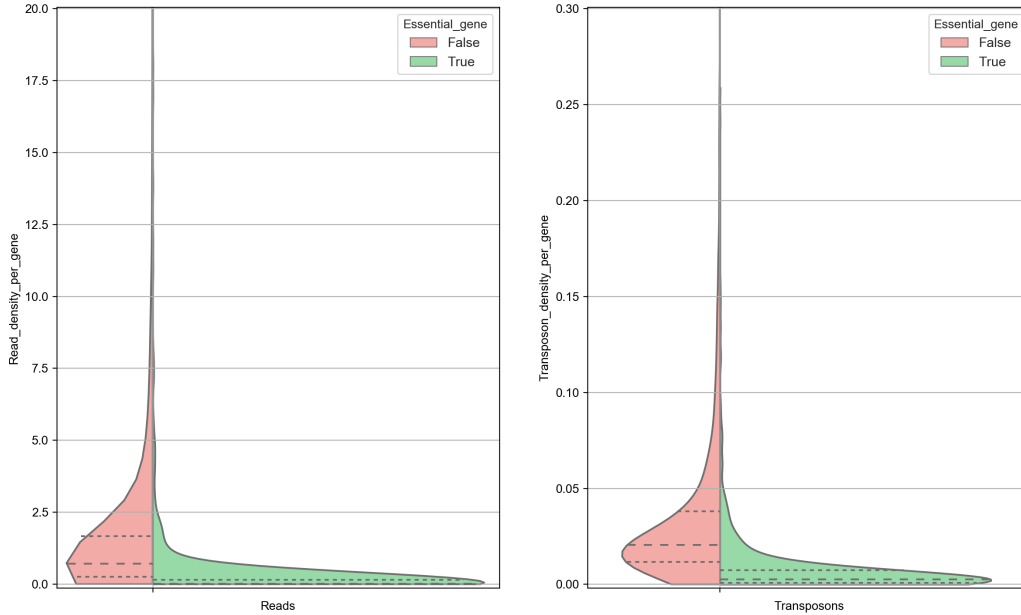 Read_density_per_gene
20.0
17.5
15.0
12.5
10.0
7.5
5.0
2.5
0.0
Essential_gene
False
True
Reads
Transposon_density_per_gene
0.30
0.25
0.20
0.15
0.10
0.05
0.00
Essential_gene
False
True
Transposons